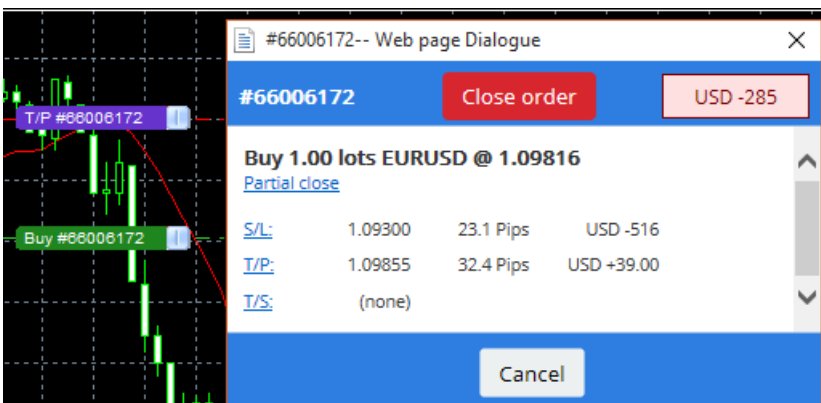 #66006172-- Web page Dialogue
#66006172 Close order USD -285
T/P #66006172
Buy 1.00 lots EURUSD @ 1.09816
Partial close
S/L: 1.09300 23.1 Pips USD -516
Buy #66006172
T/P: 1.09855 32.4 Pips USD +39.00
T/S: (none)
Cancel